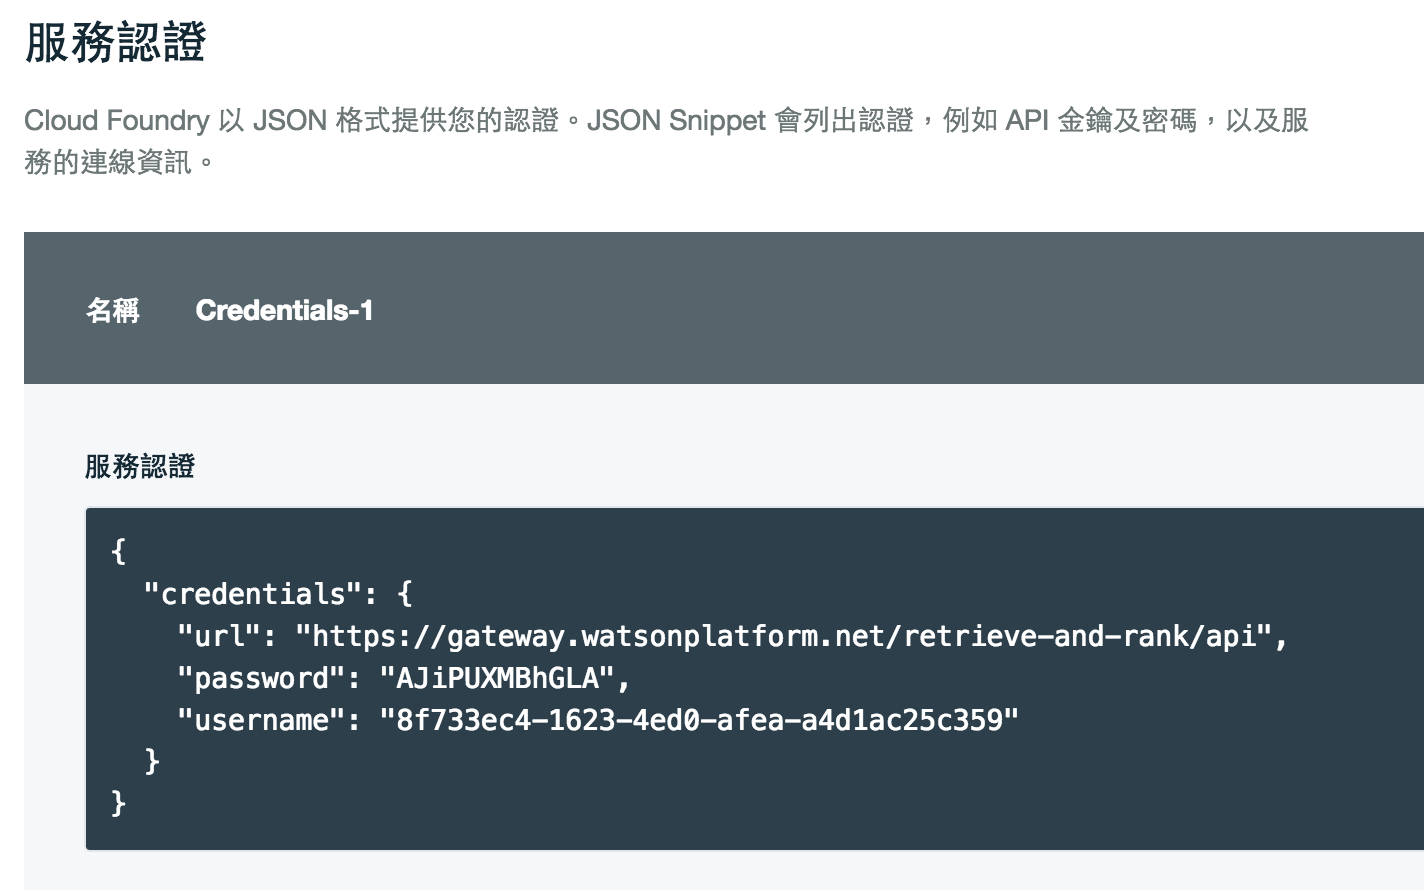 服務認證
Cloud Foundry 以 JSON 格式提供您的認證。JSON Snippet 會列出認證，例如 API 金鑰及密碼，以及服
務的連線資訊。
名稱 Credentials-1
服務認證
{
  "credentials": {
    "url": "https://gateway.watsonplatform.net/retrieve-and-rank/api",
    "password": "AJiPUXMBhGLA",
    "username": "8f733ec4-1623-4ed0-afea-a4d1ac25c359"
  }
}